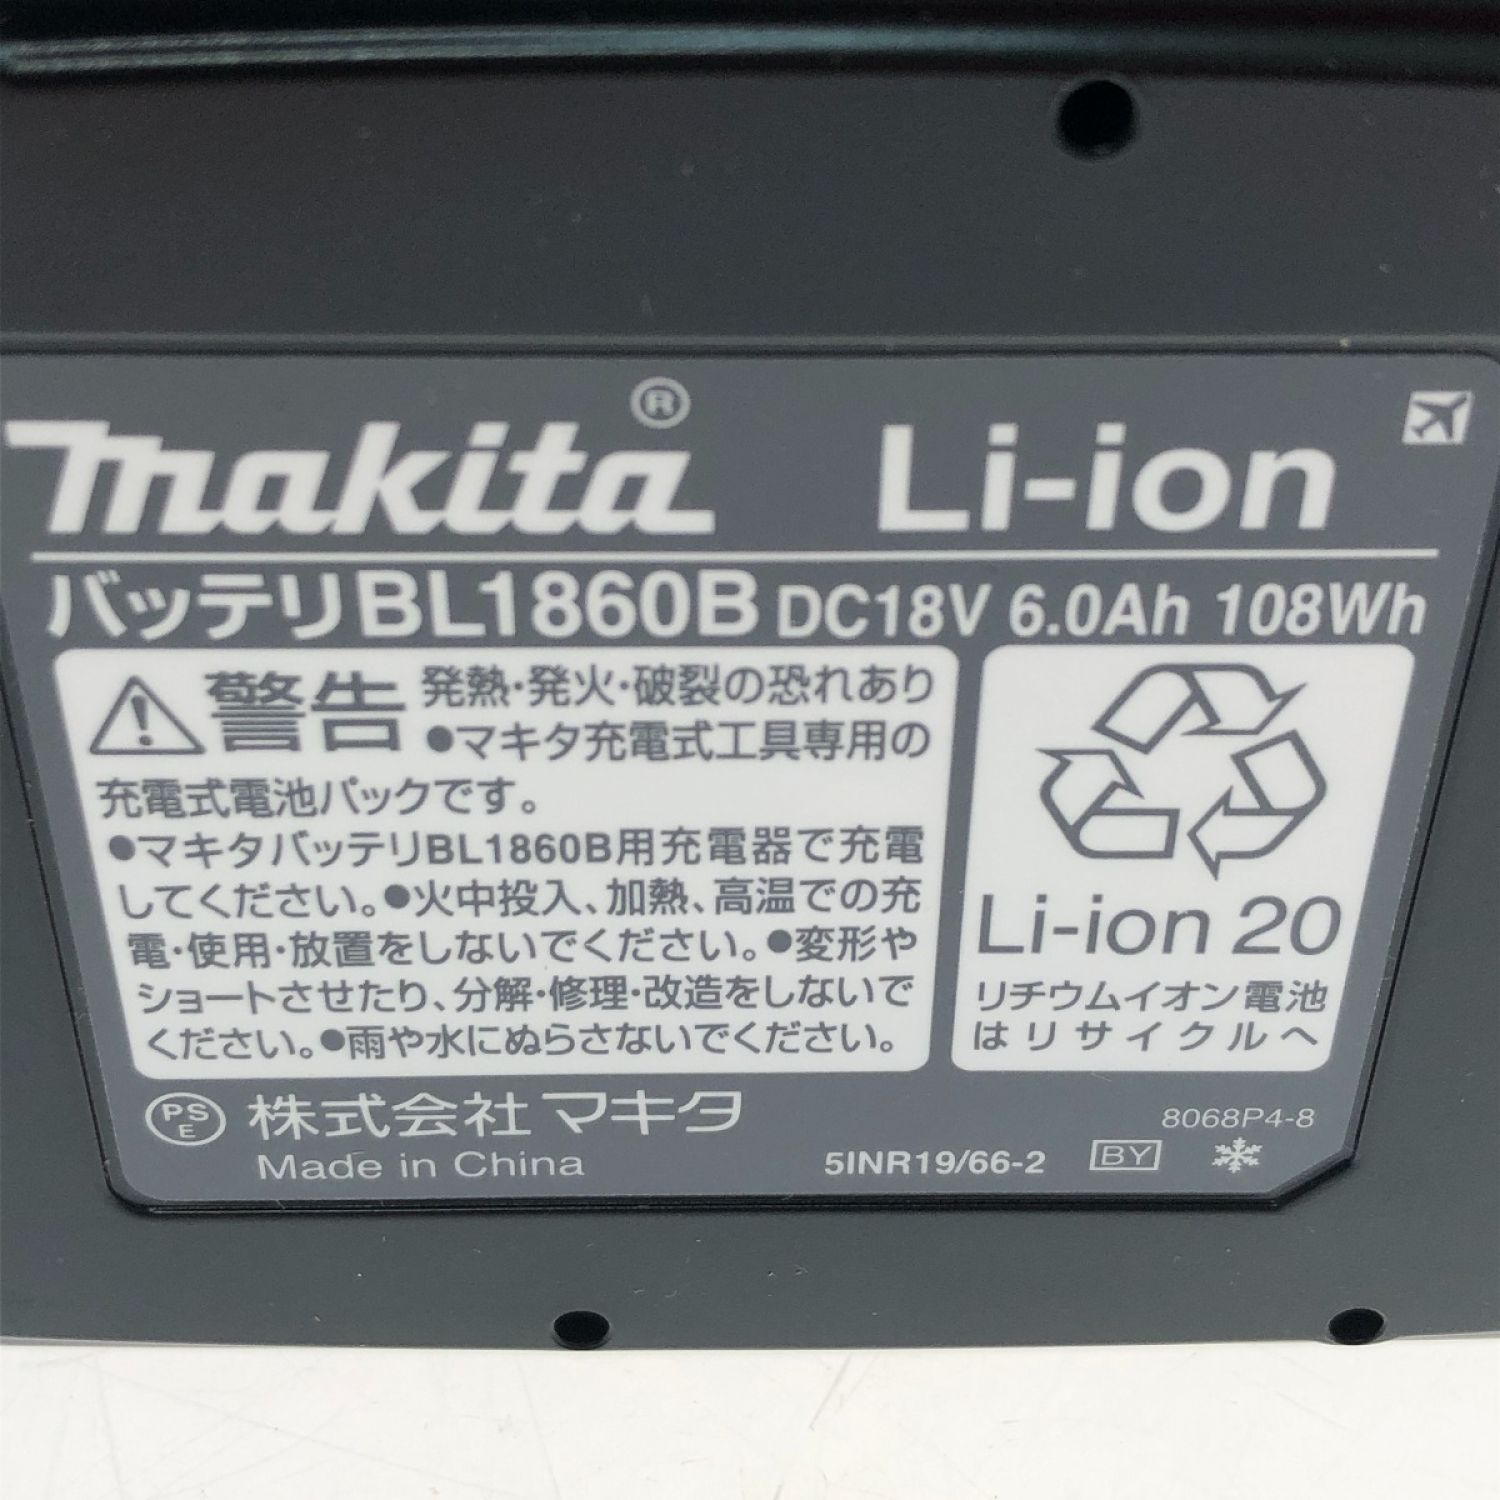 makita® Li-ion
バッテリBL1860B DC18V 6.0Ah 108Wh
警告 発熱・発火・破裂の恐れあり
●マキタ充電式工具専用の
充電式電池パックです。
●マキタバッテリBL1860B用充電器で充電
してください。●火中投入、加熱、高温での充
電・使用・放置をしないでください。●変形や
ショートさせたり、分解・修理・改造をしないで
ください。●雨や水にぬらさないでください。
Li-ion 20
リチウムイオン電池
はリサイクルへ
PS
E
株式会社マキタ
Made in China
8068P4-8
5INR19/66-2 BY